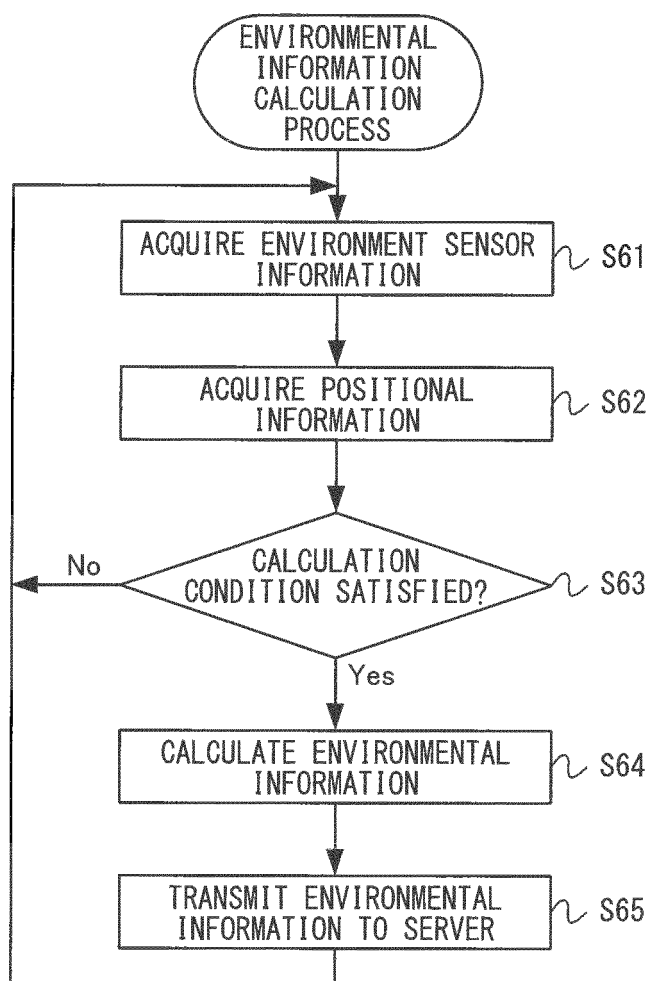 ENVIRONMENTAL
INFORMATION
CALCULATION
PROCESS
ACQUIRE ENVIRONMENT SENSOR
INFORMATION
S61
ACQUIRE POSITIONAL
INFORMATION
S62
CALCULATION
CONDITION SATISFIED?
S63
No
Yes
CALCULATE ENVIRONMENTAL
INFORMATION
S64
TRANSMIT ENVIRONMENTAL
INFORMATION TO SERVER
S65